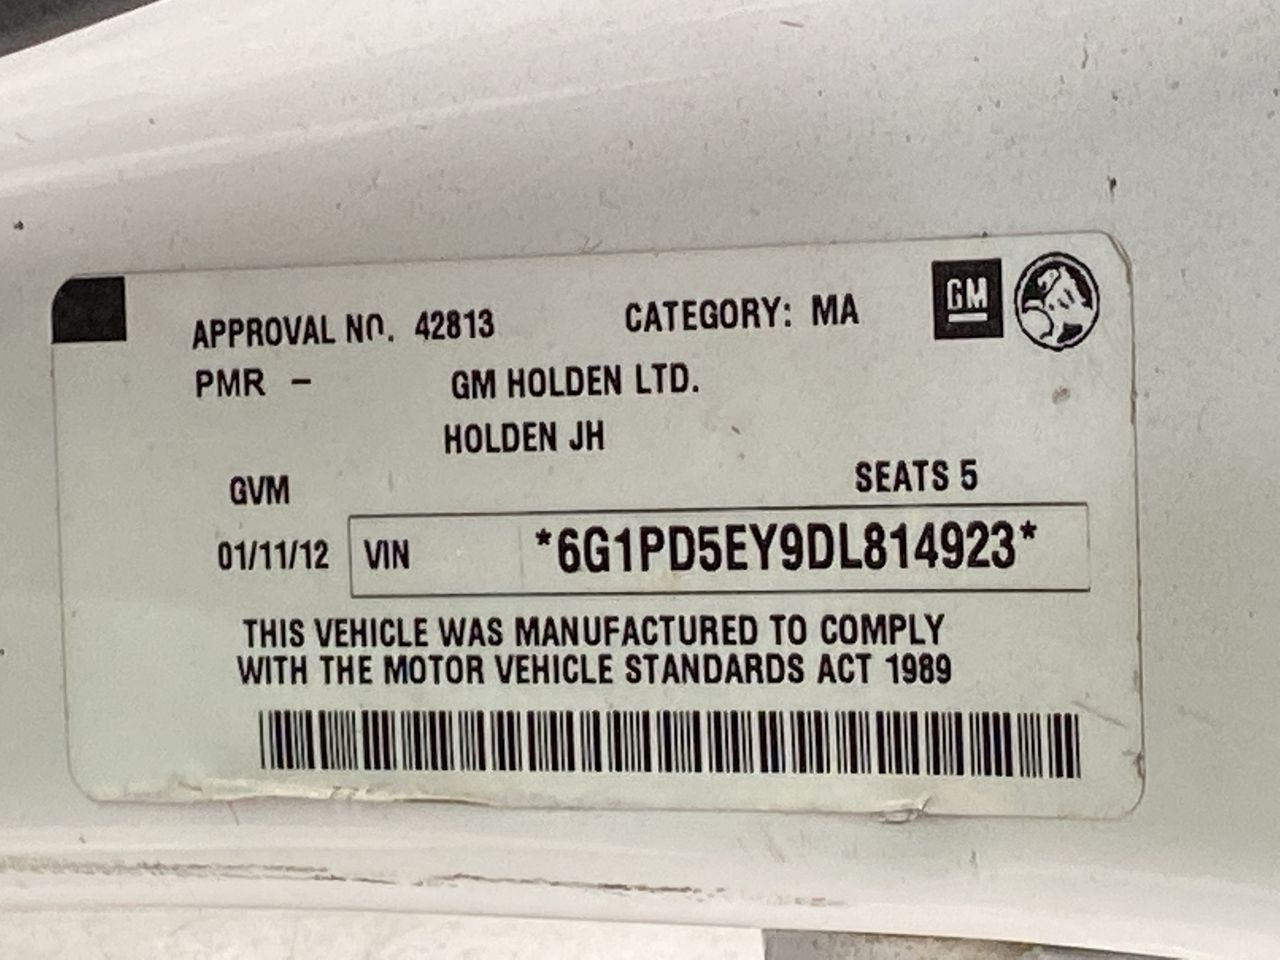 APPROVAL NO. 42813 CATEGORY: MA GM
PMR - GM HOLDEN LTD.
HOLDEN JH
GVM SEATS 5
01/11/12 VIN *6G1PD5EY9DL814923*
THIS VEHICLE WAS MANUFACTURED TO COMPLY
WITH THE MOTOR VEHICLE STANDARDS ACT 1989